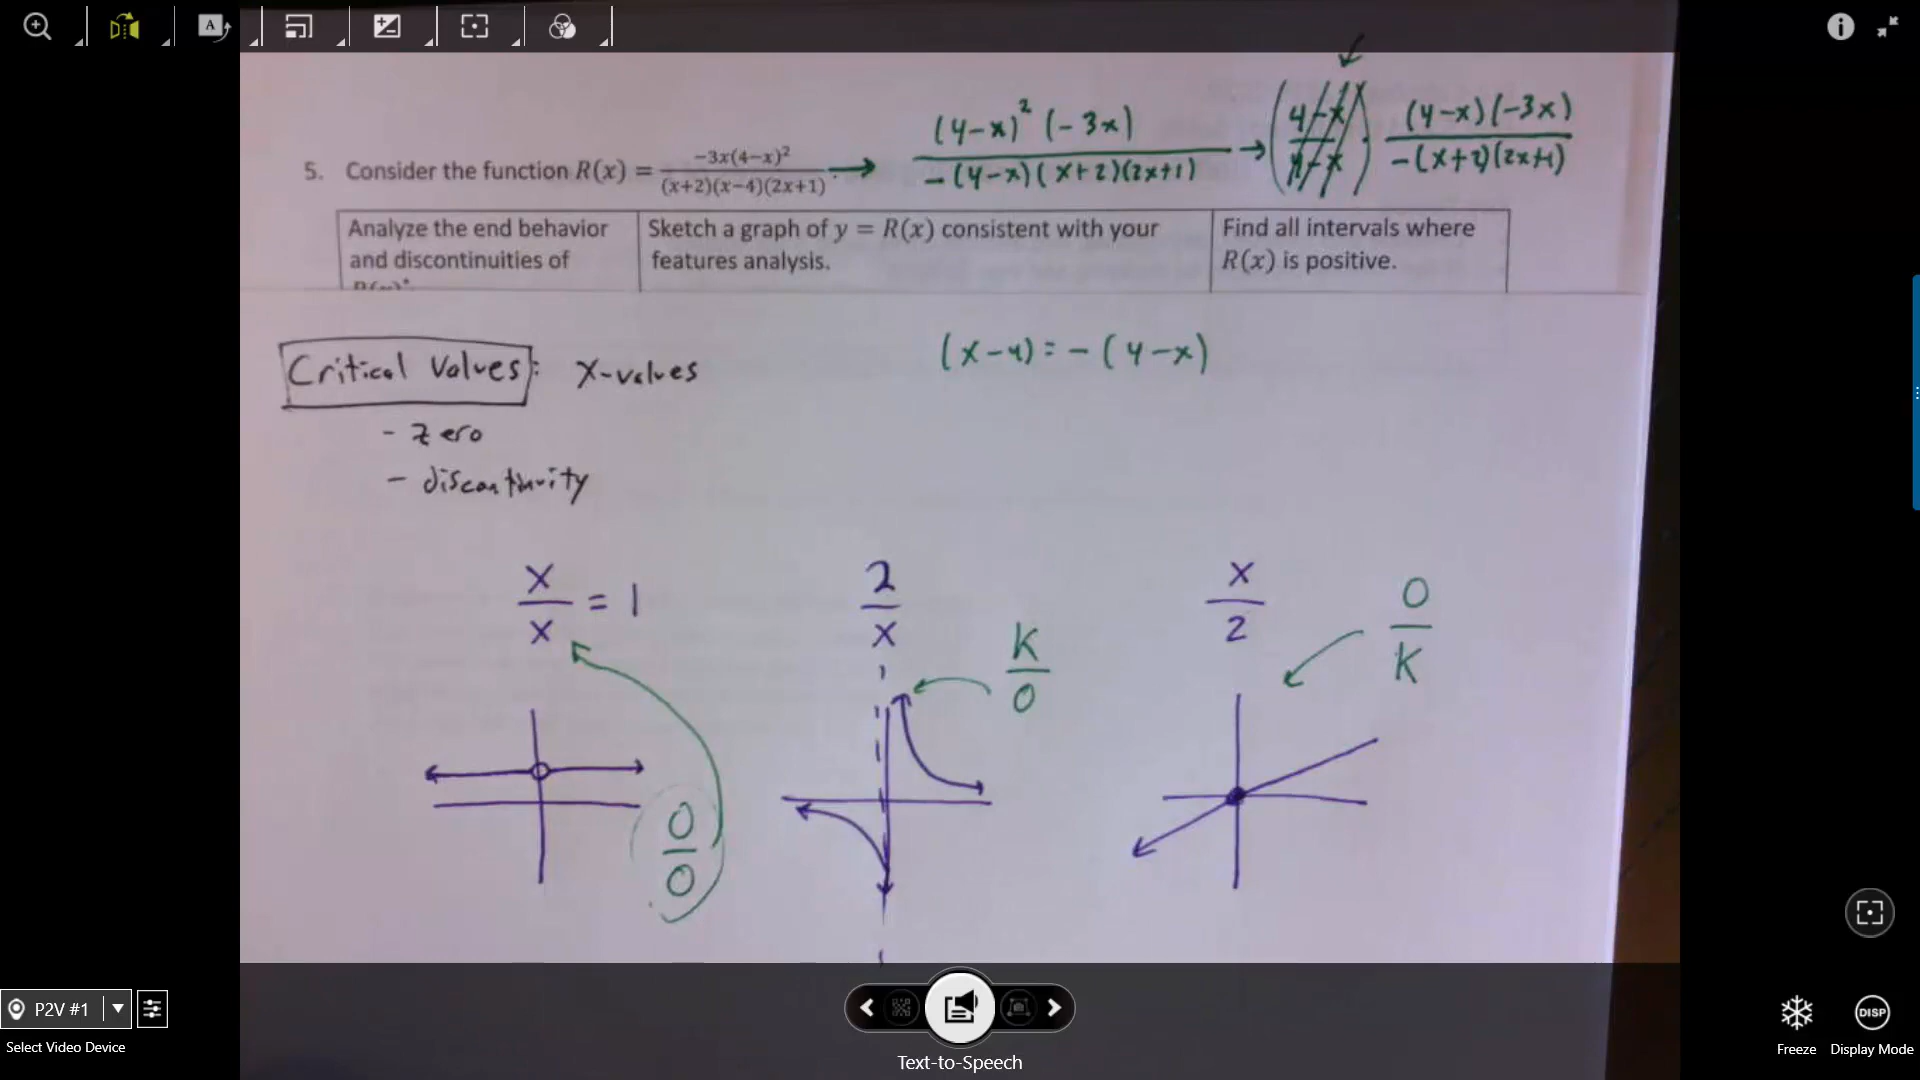 5. Consider the function R(x) = -3x(4-x)² / (x+2)(x-4)(2x+1) . → (4-x)² (-3x) / -(4-x)(x+2)(2x+1) → (4-x / 4-x) · (4-x)(-3x) / -(x+2)(2x+1)
Analyze the end behavior
and discontinuities of
Sketch a graph of y = R(x) consistent with your
features analysis.
Find all intervals where
R(x) is positive.
(x-4) = -(4-x)
Critical Values: x-values
- zero
- discontinuity
x/x = 1
2/x
x/2
K/0
0/K
0/0
P2V #1
Select Video Device
Text-to-Speech
Freeze
DISP
Display Mode